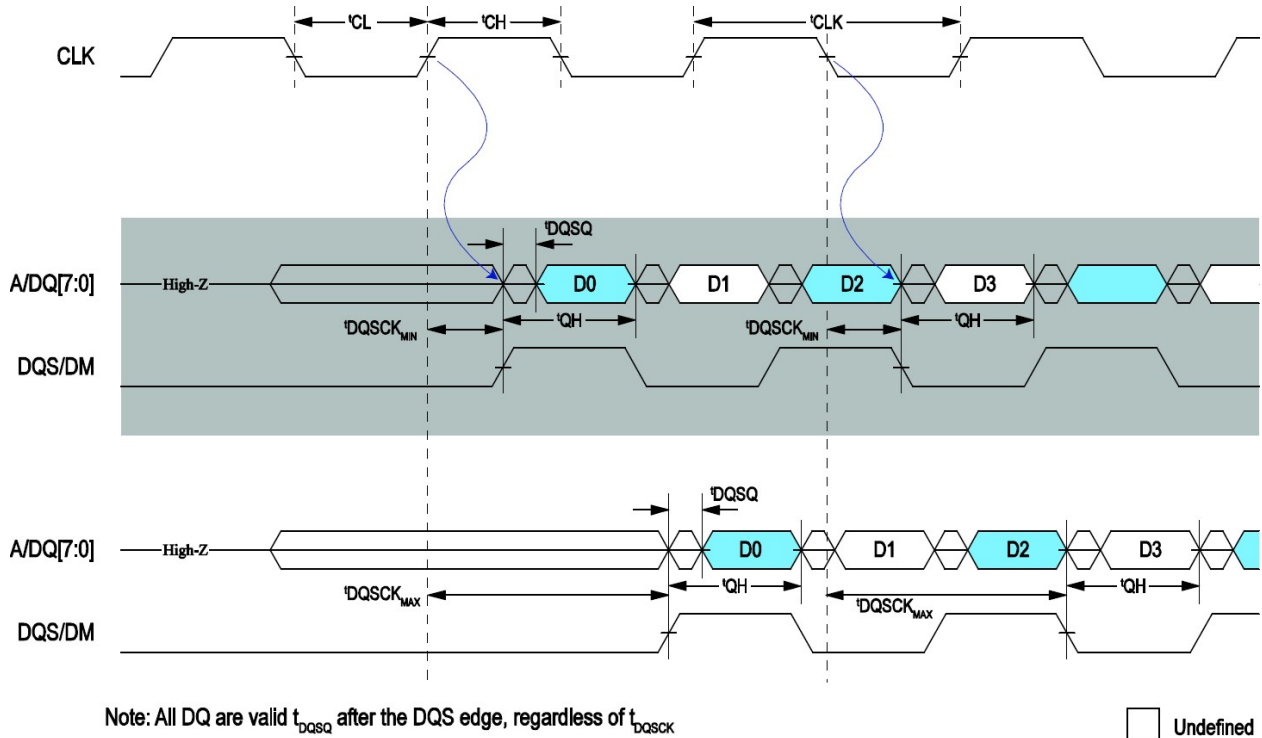 tCL tCH tCLK
CLK
tDQSQ
A/DQ[7:0] High-Z D0 D1 D2 D3
tDQSCKMIN tQH tDQSCKMIN tQH
DQS/DM
tDQSQ
A/DQ[7:0] High-Z D0 D1 D2 D3
tDQSCKMAX tQH tDQSCKMAX tQH
DQS/DM
Note: All DQ are valid tDQSQ after the DQS edge, regardless of tDQSCK
Undefined